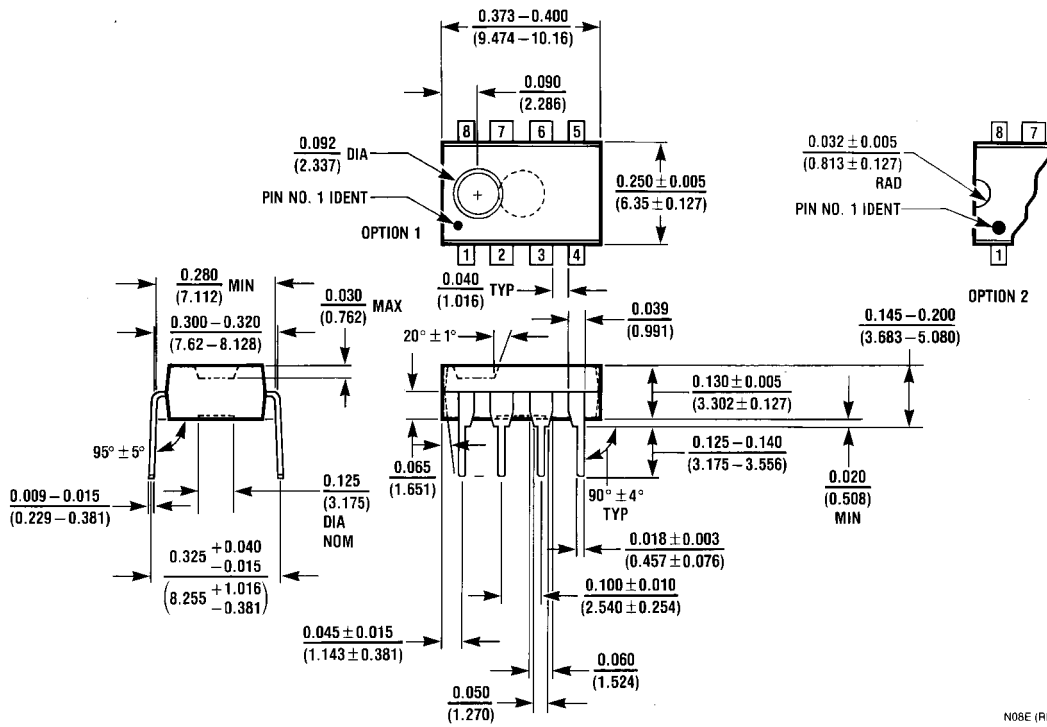 0.373 – 0.400
(9.474 – 10.16)
0.090
(2.286)
8 7 6 5
0.092 DIA
(2.337)
PIN NO. 1 IDENT
OPTION 1
1 2 3 4
0.250 ± 0.005
(6.35 ± 0.127)
0.032 ± 0.005
(0.813 ± 0.127)
RAD
PIN NO. 1 IDENT
8 7
1
OPTION 2
0.280 MIN
(7.112)
0.300 – 0.320
(7.62 – 8.128)
0.030 MAX
(0.762)
0.040 TYP
(1.016)
20° ± 1°
0.039
(0.991)
0.145 – 0.200
(3.683 – 5.080)
0.130 ± 0.005
(3.302 ± 0.127)
0.125 – 0.140
(3.175 – 3.556)
0.020
(0.508)
MIN
95° ± 5°
0.009 – 0.015
(0.229 – 0.381)
0.125
(3.175)
DIA
NOM
0.065
(1.651)
90° ± 4°
TYP
0.018 ± 0.003
(0.457 ± 0.076)
0.325 +0.040
–0.015
(8.255 +1.016
–0.381)
0.100 ± 0.010
(2.540 ± 0.254)
0.045 ± 0.015
(1.143 ± 0.381)
0.060
(1.524)
0.050
(1.270)
N08E